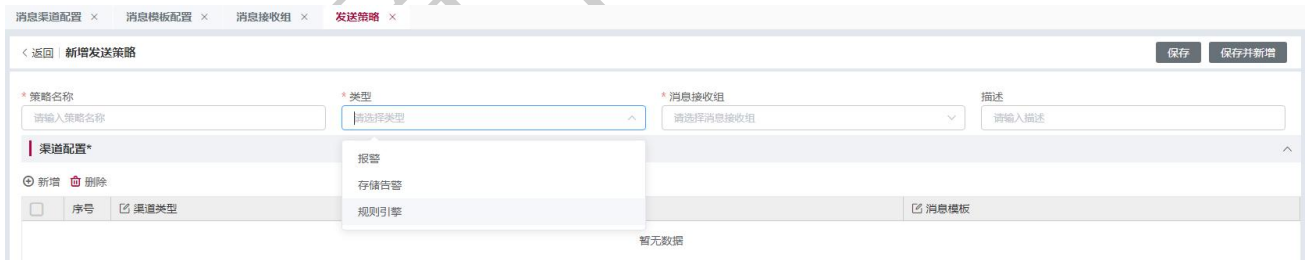 消息渠道配置 × 消息模板配置 × 消息接收组 × 发送策略 ×
< 返回 | 新增发送策略 保存 保存并新增
* 策略名称 * 类型 * 消息接收组 描述
请输入策略名称 请选择类型 请选择消息接收组 请输入描述
渠道配置*
报警
新增 删除 存储告警
序号 渠道类型 规则引擎 消息模板
暂无数据